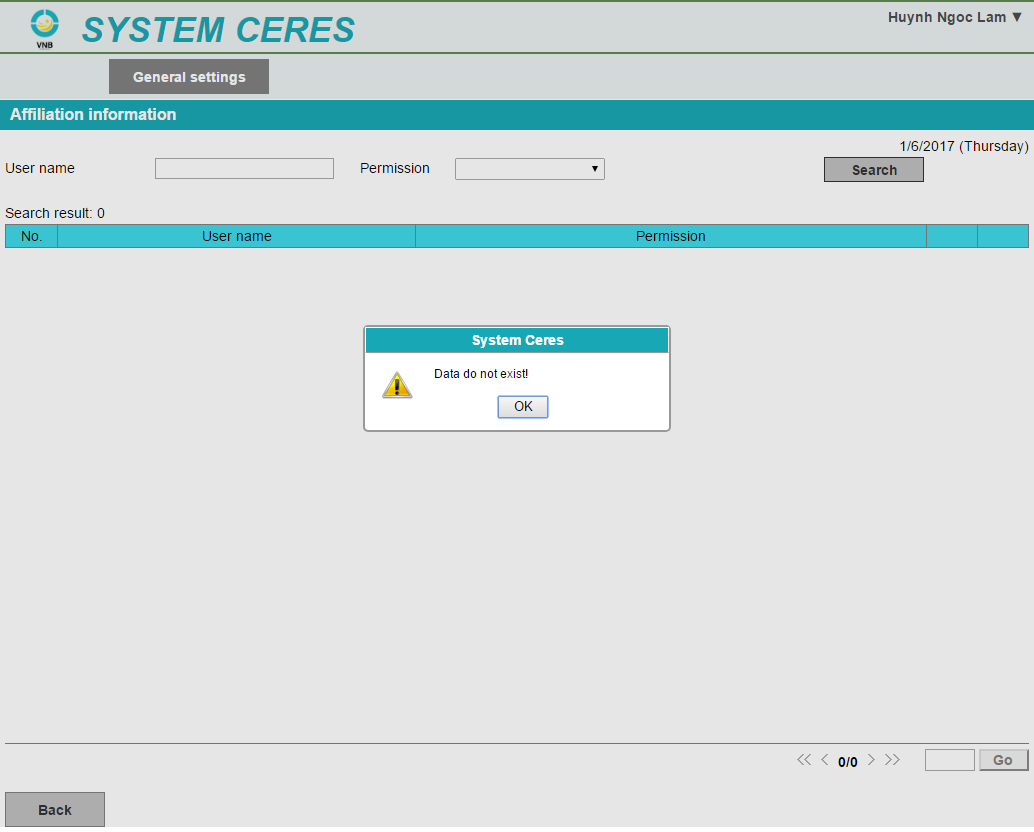 VNB
SYSTEM CERES
Huynh Ngoc Lam ▼
General settings
Affiliation information
1/6/2017 (Thursday)
User name
Permission
Search
Search result: 0
No. User name Permission
System Ceres
Data do not exist!
OK
<< < 0/0 > >> Go
Back